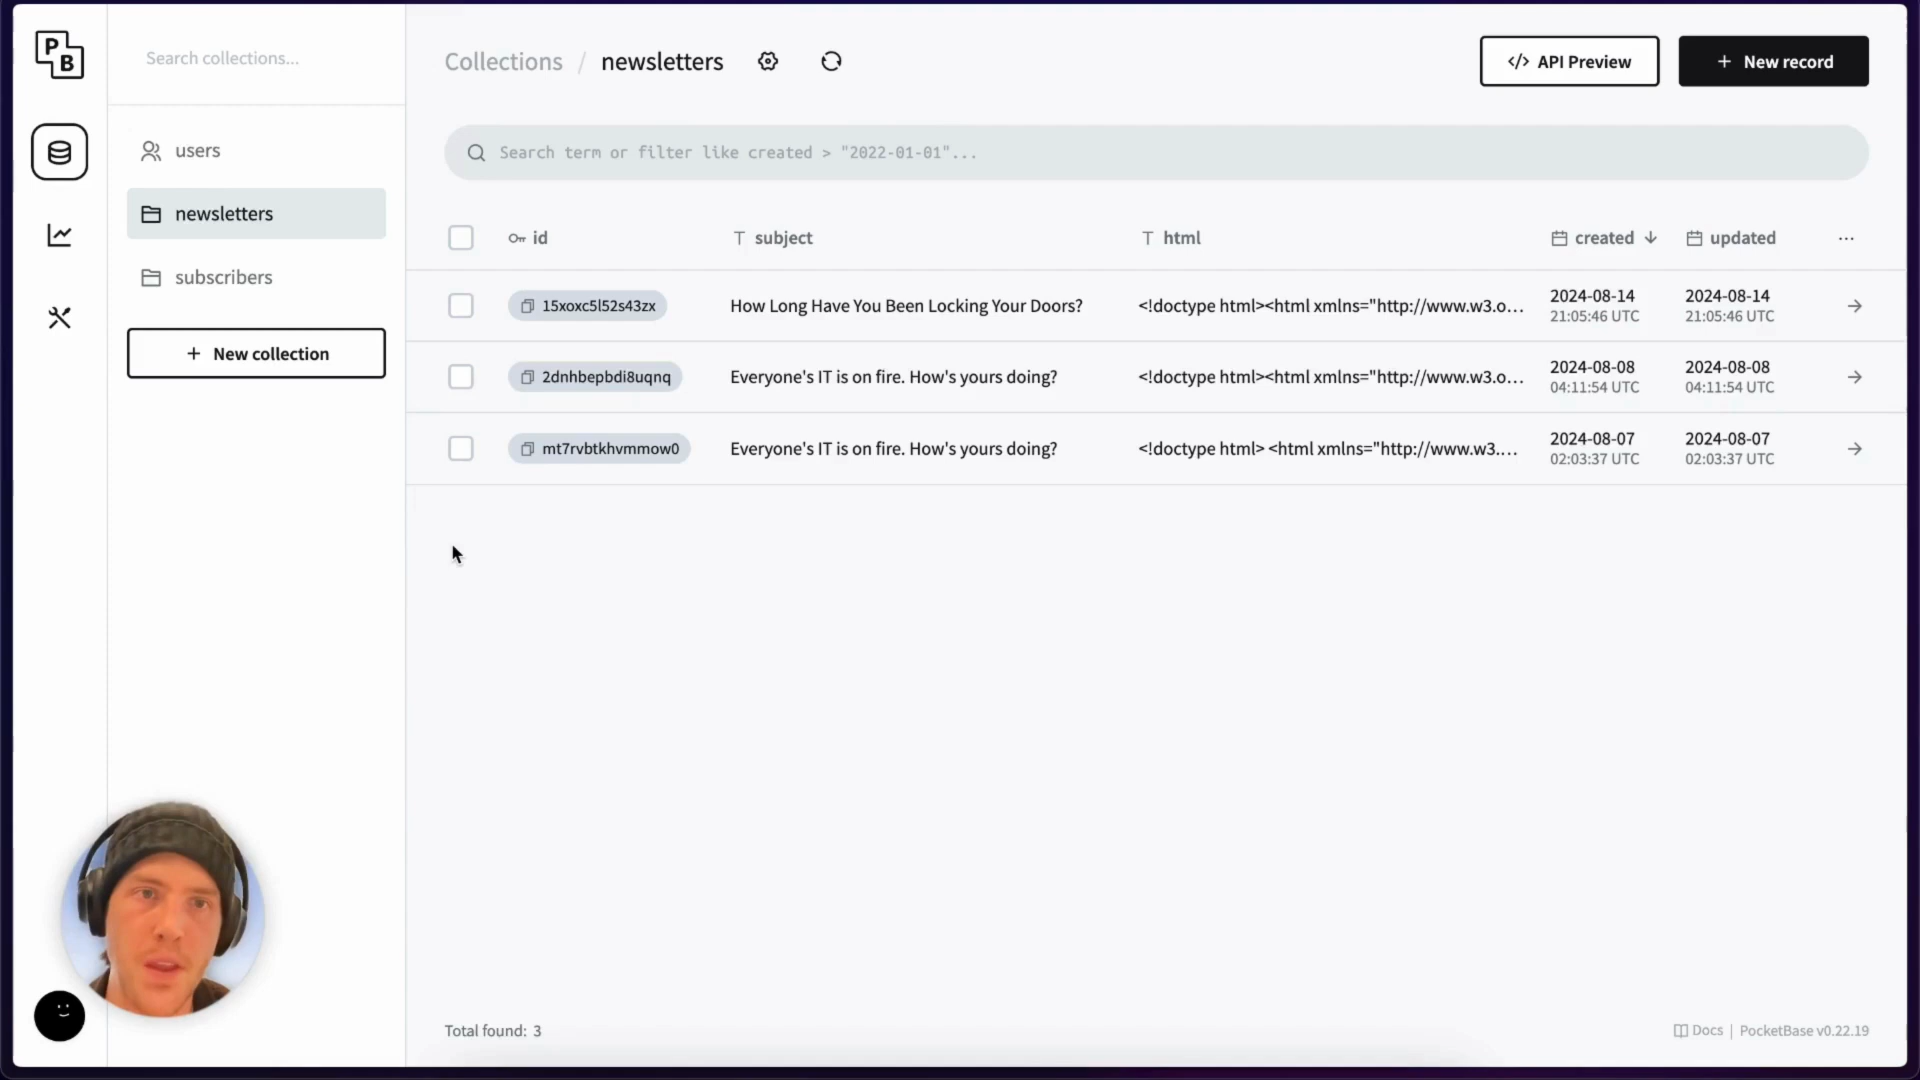 P
B
Search collections...
users
newsletters
subscribers
+ New collection
Collections / newsletters
</> API Preview
+ New record
Search term or filter like created > "2022-01-01"...
id subject html created updated ...
15xoxc5l52s43zx How Long Have You Been Locking Your Doors? <!doctype html><html xmlns="http://www.w3.o... 2024-08-14 2024-08-14
21:05:46 UTC 21:05:46 UTC
2dnhbepbdi8uqnq Everyone's IT is on fire. How's yours doing? <!doctype html><html xmlns="http://www.w3.o... 2024-08-08 2024-08-08
04:11:54 UTC 04:11:54 UTC
mt7rvbtkhvmmow0 Everyone's IT is on fire. How's yours doing? <!doctype html> <html xmlns="http://www.w3.... 2024-08-07 2024-08-07
02:03:37 UTC 02:03:37 UTC
Total found: 3
Docs | PocketBase v0.22.19